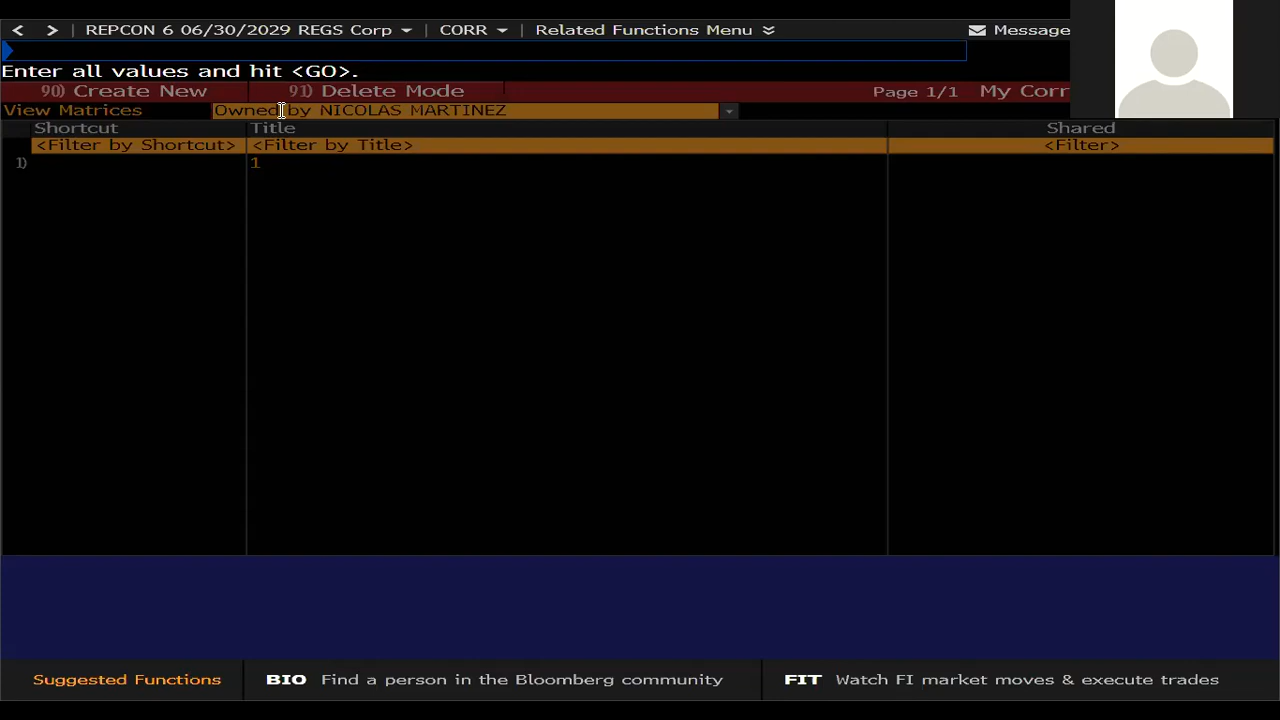 REPCON 6 06/30/2029 REGS Corp CORR Related Functions Menu Message
Enter all values and hit <GO>.
90) Create New 91) Delete Mode Page 1/1 My Corr
View Matrices Owned by NICOLAS MARTINEZ
Shortcut Title Shared
<Filter by Shortcut> <Filter by Title> <Filter>
1) 1
Suggested Functions BIO Find a person in the Bloomberg community FIT Watch FI market moves & execute trades